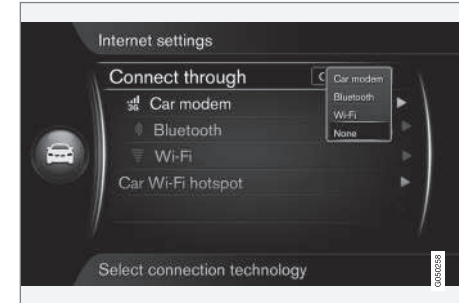 Internet settings
Connect through
Car modem
Bluetooth
Wi-Fi
None
3G Car modem
Bluetooth
Wi-Fi
Car Wi-Fi hotspot
Select connection technology
G050258